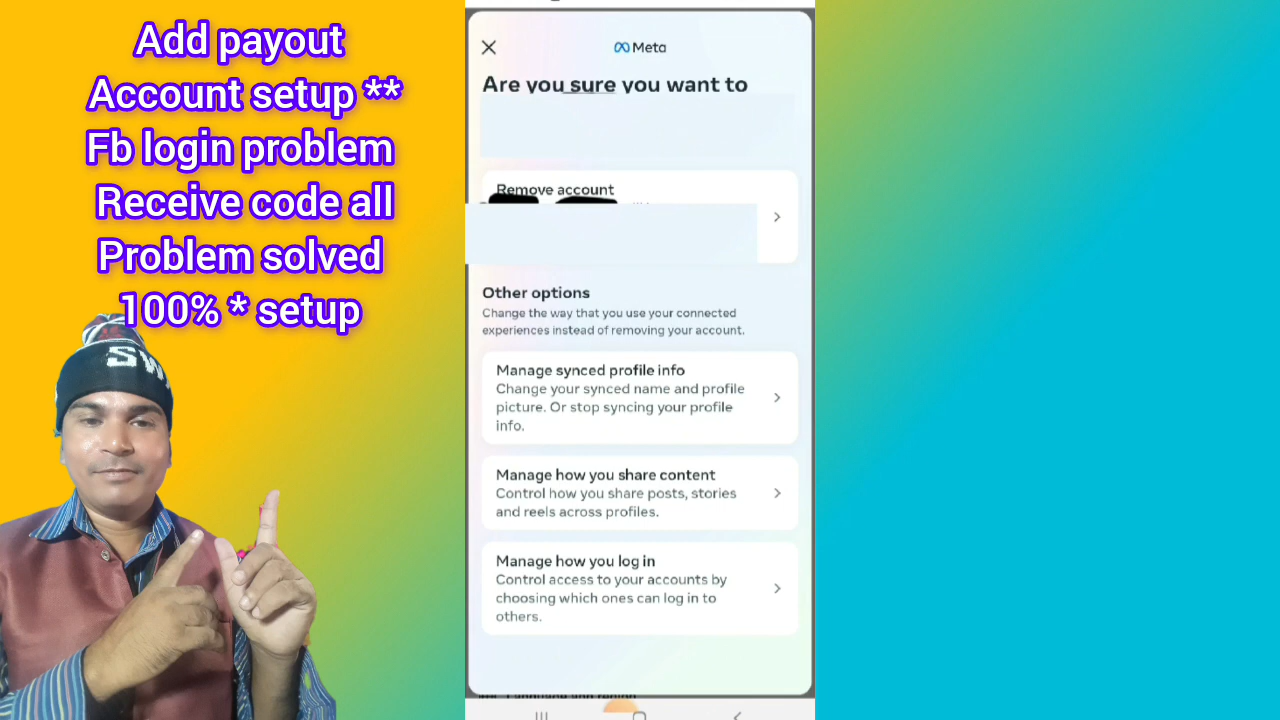 Add payout
Account setup **
Fb login problem
Receive code all
Problem solved
100% * setup
SW
Meta
Are you sure you want to
Remove account
Other options
Change the way that you use your connected
experiences instead of removing your account.
Manage synced profile info
Change your synced name and profile
picture. Or stop syncing your profile
info.
Manage how you share content
Control how you share posts, stories
and reels across profiles.
Manage how you log in
Control access to your accounts by
choosing which ones can log in to
others.
Language and region